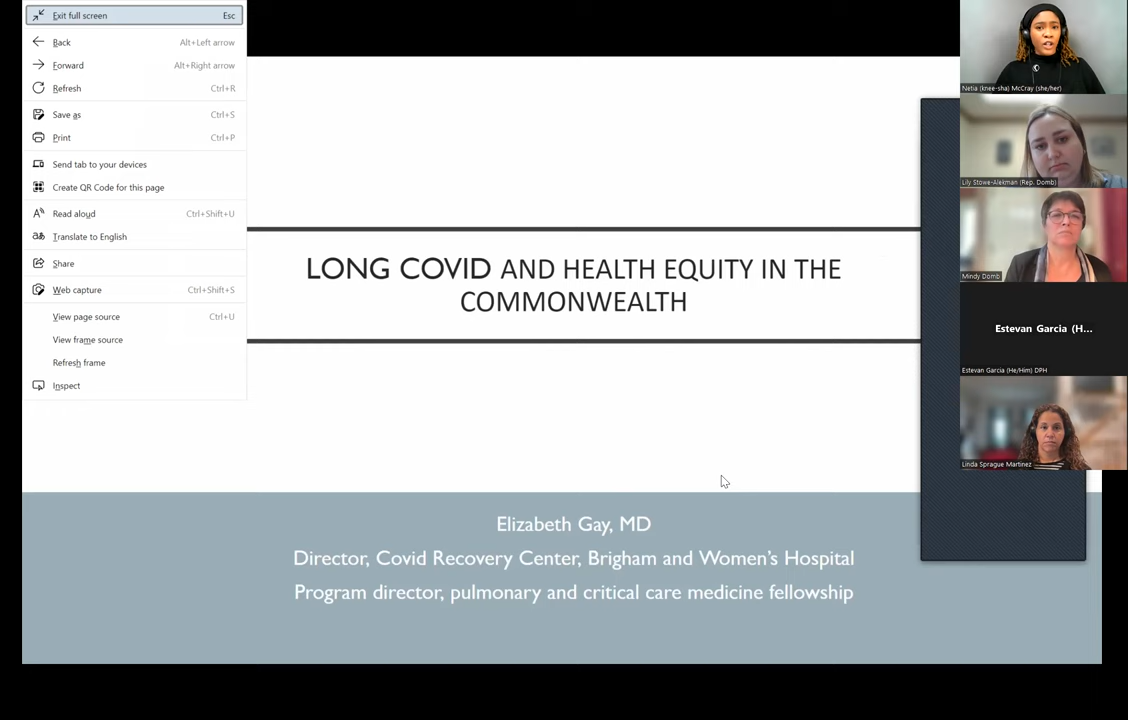 Exit full screen Esc
Back Alt+Left arrow
Forward Alt+Right arrow
Refresh Ctrl+R
Save as Ctrl+S
Print Ctrl+P
Send tab to your devices
Create QR Code for this page
Read aloud Ctrl+Shift+U
Translate to English
Share
Web capture Ctrl+Shift+S
View page source Ctrl+U
View frame source
Refresh frame
Inspect
LONG COVID AND HEALTH EQUITY IN THE
COMMONWEALTH
Elizabeth Gay, MD
Director, Covid Recovery Center, Brigham and Women's Hospital
Program director, pulmonary and critical care medicine fellowship
Netia (knee-sha) McCray (she/her)
Lily Stowe-Alekman (Rep. Domb)
Mindy Domb
Estevan Garcia (H...
Estevan Garcia (He/Him) DPH
Linda Sprague Martinez